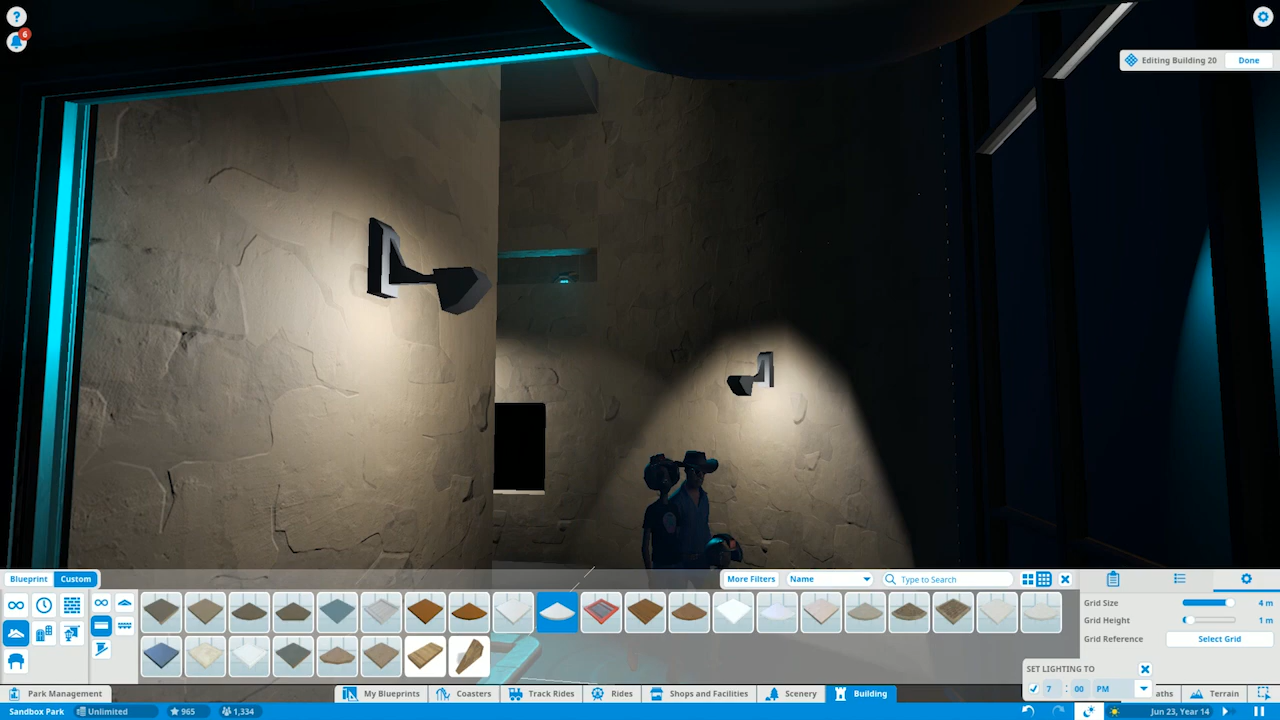 ?
6
Editing Building 20
Done
Blueprint
Custom
More Filters
Name
Type to Search
Grid Size
4 m
Grid Height
1 m
Grid Reference
Select Grid
SET LIGHTING TO
7 : 00 PM
Park Management
My Blueprints
Coasters
Track Rides
Rides
Shops and Facilities
Scenery
Building
aths
Terrain
Sandbox Park
Unlimited
965
1,334
Jun 23, Year 14